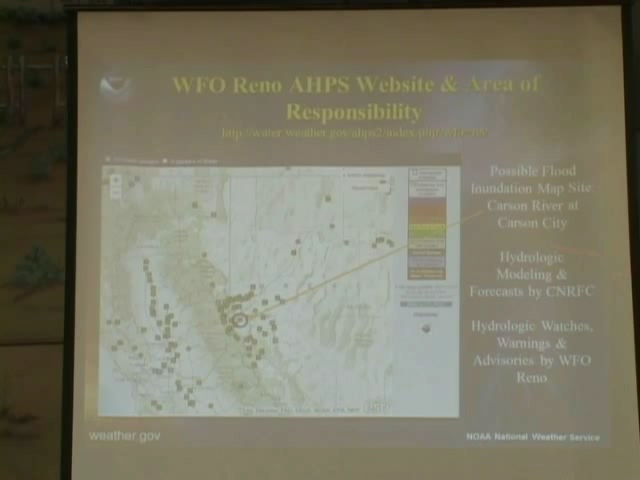 WFO Reno AHPS Website & Area of
Responsibility
Possible Flood
Inundation Map Site
Carson River at
Carson City
Hydrologic
Modeling &
Forecasts by CNRFC
Hydrologic Watches,
Warnings &
Advisories by WFO
Reno
weather.gov
NOAA National Weather Service